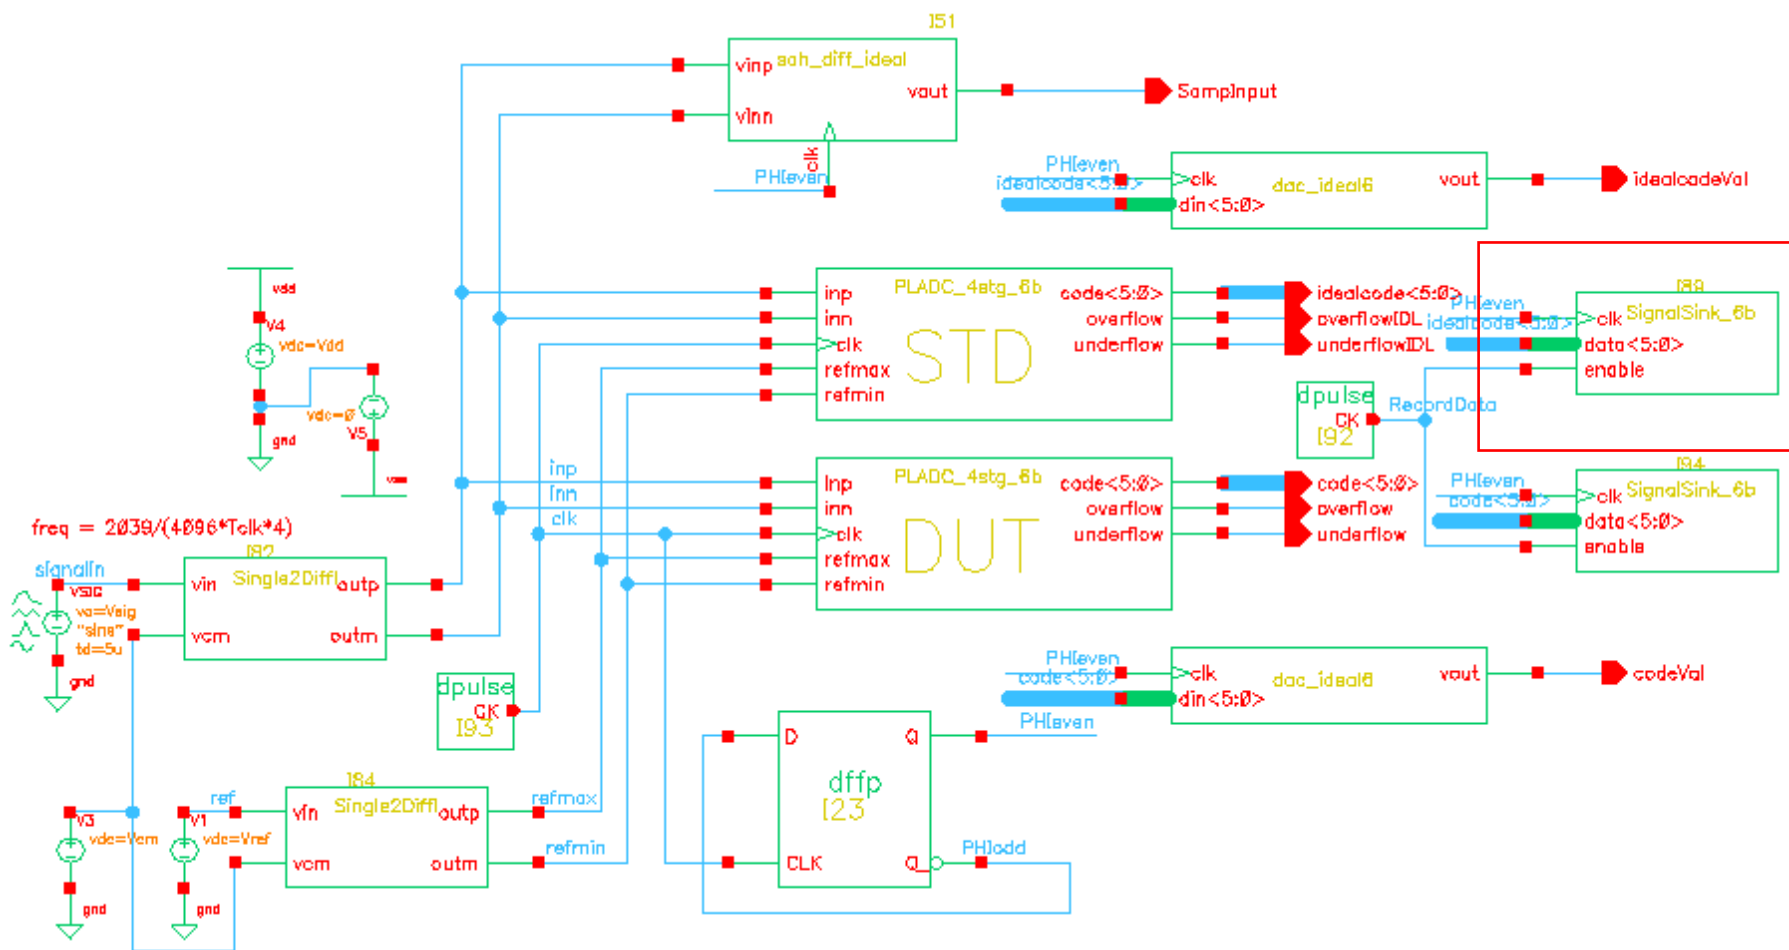 I51
sah_diff_ideal
vinp
vinn
vout
clk
SampInput
PHIeven
PHIeven
idealcode<5:0>
clk
din<5:0>
dac_ideal6
vout
idealcodeVal
vdd
V4
vdc=Vdd
gnd
vdc=0
V5
PLADC_4stg_6b
STD
inp
inn
clk
refmax
refmin
code<5:0>
overflow
underflow
idealcode<5:0>
overflowIDL
underflowIDL
I89
PHIeven
idealcode<5:0>
clk
data<5:0>
enable
SignalSink_6b
dpulse
CK
I92
RecordData
inp
inn
clk
PLADC_4stg_6b
DUT
inp
inn
clk
refmax
refmin
code<5:0>
overflow
underflow
code<5:0>
overflow
underflow
I94
PHIeven
code<5:0>
clk
data<5:0>
enable
SignalSink_6b
freq = 2039/(4096*Tclk*4)
I82
signalin
vsig
va=Vsig
"sine"
td=5u
gnd
vin
vcm
Single2Diffl
outp
outm
dpulse
CK
I93
PHIeven
code<5:0>
clk
din<5:0>
dac_ideal6
vout
codeVal
PHIeven
D
Q
dffp
I23
CLK
Q_
PHIodd
V3
vdc=Vcm
gnd
ref
V1
vdc=Vref
gnd
I84
vin
vcm
Single2Diffl
outp
outm
refmax
refmin